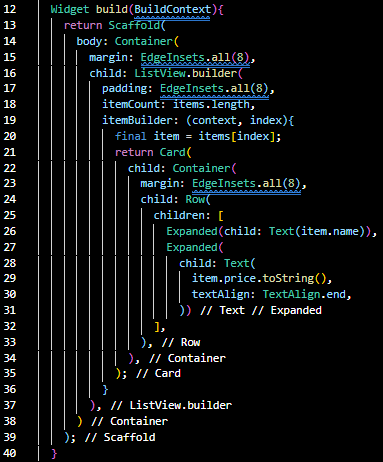 12 Widget build(BuildContext){
13 return Scaffold(
14 body: Container(
15 margin: EdgeInsets.all(8),
16 child: ListView.builder(
17 padding: EdgeInsets.all(8),
18 itemCount: items.length,
19 itemBuilder: (context, index){
20 final item = items[index];
21 return Card(
22 child: Container(
23 margin: EdgeInsets.all(8),
24 child: Row(
25 children: [
26 Expanded(child: Text(item.name)),
27 Expanded(
28 child: Text(
29 item.price.toString(),
30 textAlign: TextAlign.end,
31 )) // Text // Expanded
32 ],
33 ), // Row
34 ), // Container
35 ); // Card
36 }
37 ), // ListView.builder
38 ) // Container
39 ); // Scaffold
40 }